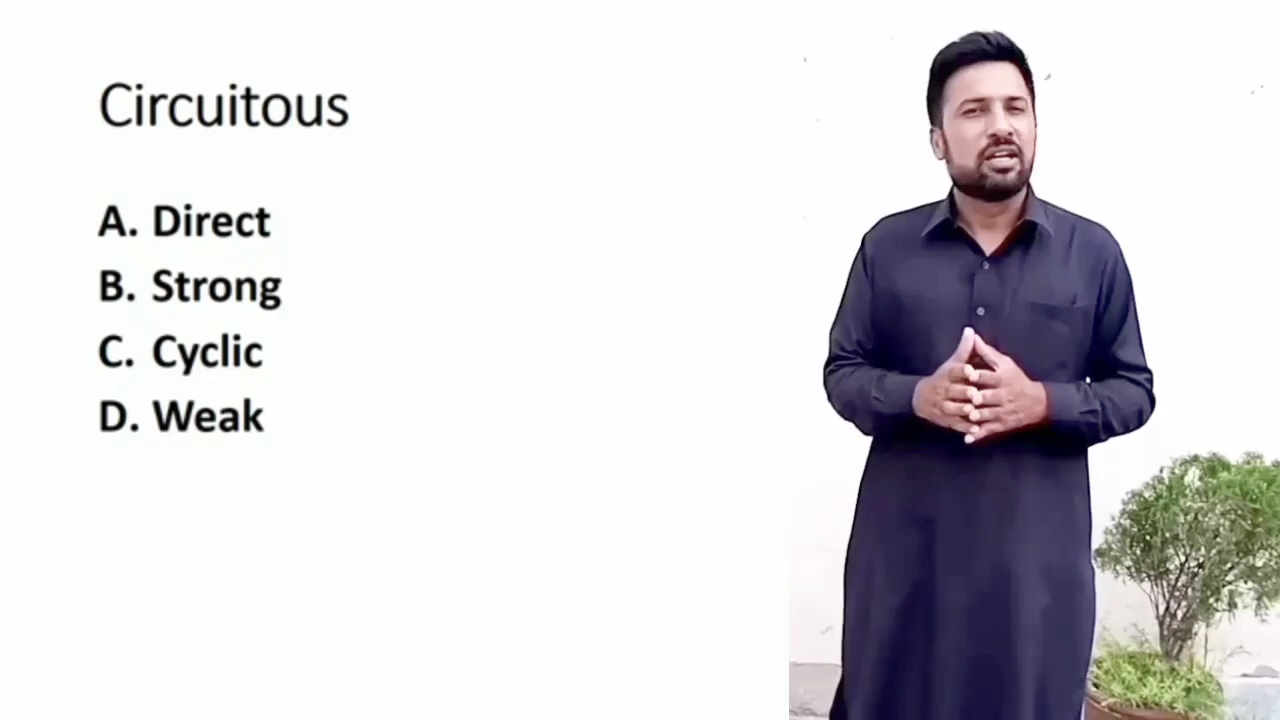 Circuitous
A. Direct
B. Strong
C. Cyclic
D. Weak